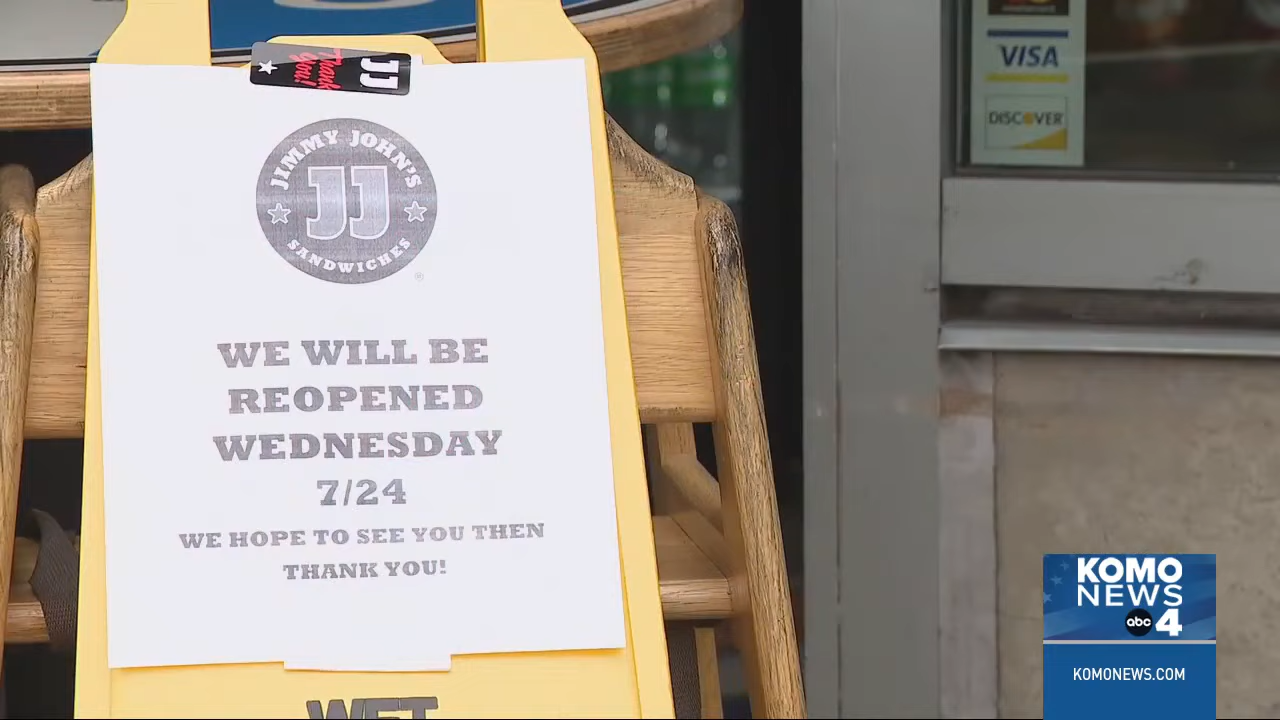 JJ
Thank
you!
JIMMY JOHN'S
JJ
SANDWICHES
®
WE WILL BE
REOPENED
WEDNESDAY
7/24
WE HOPE TO SEE YOU THEN
THANK YOU!
WET
VISA
DISCOVER
KOMO
NEWS
abc 4
KOMONEWS.COM